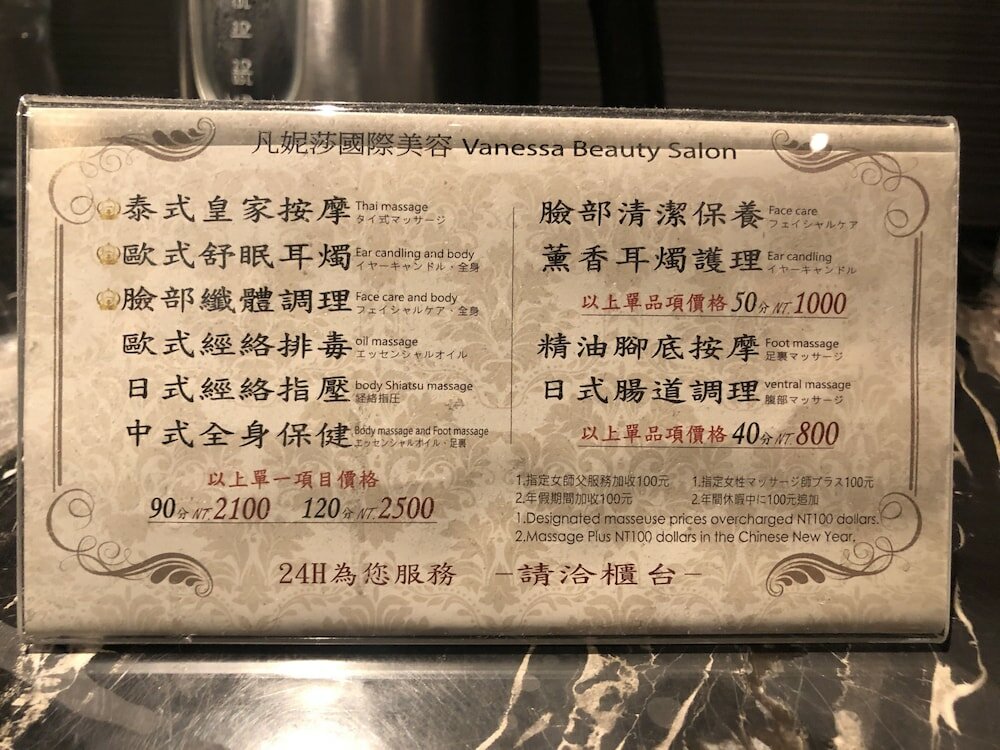 凡妮莎國際美容 Vanessa Beauty Salon
泰式皇家按摩 Thai massage
タイ式マッサージ
歐式舒眠耳燭 Ear candling and body
イヤーキャンドル・全身
臉部纖體調理 Face care and body
フェイシャルケア・全身
歐式經絡排毒 oil massage
エッセンシャルオイル
日式經絡指壓 body Shiatsu massage
経絡指圧
中式全身保健 Body massage and Foot massage
エッセンシャルオイル・足裏
以上單一項目價格
90分NT.2100 120分NT.2500
臉部清潔保養 Face care
フェイシャルケア
薰香耳燭護理 Ear candling
イヤーキャンドル
以上單品項價格50分NT.1000
精油腳底按摩 Foot massage
足裏マッサージ
日式腸道調理 ventral massage
腹部マッサージ
以上單品項價格40分NT800
1.指定女師父服務加收100元 1.指定女性マッサージ師プラス100元
2.年假期間加收100元 2.年間休暇中に100元追加
1.Designated masseuse prices overcharged NT100 dollars.
2.Massage Plus NT100 dollars in the Chinese New Year.
24H為您服務 －請洽櫃台－